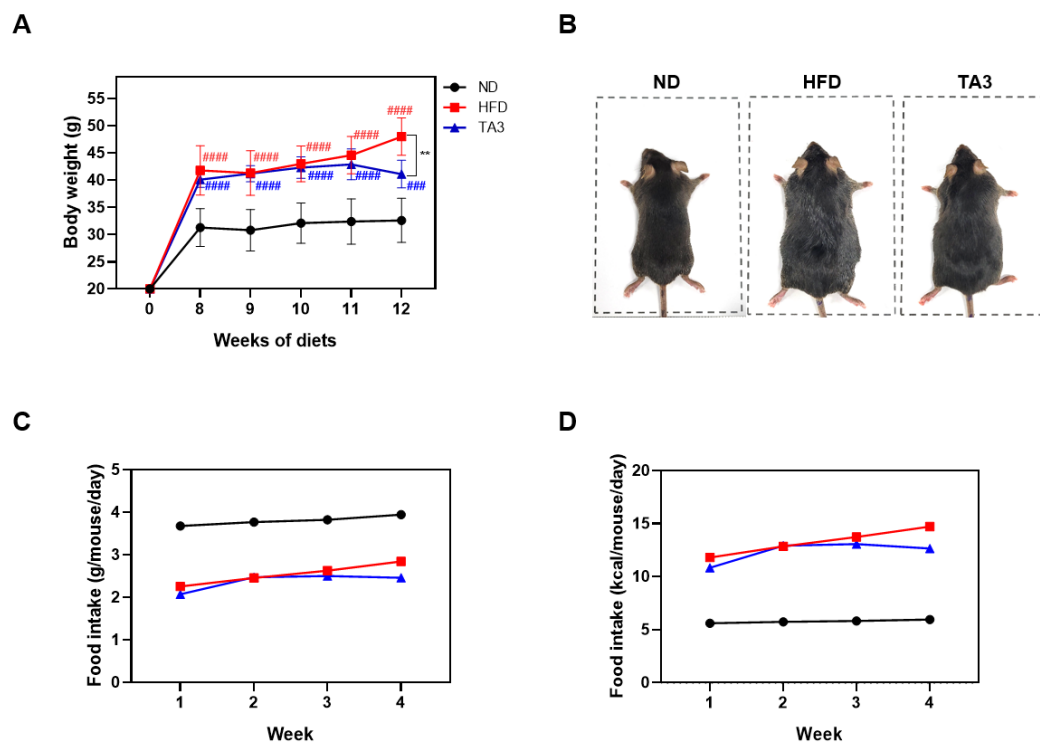 A
Body weight (g)
55
50
45
40
35
30
25
20
0 8 9 10 11 12
Weeks of diets
ND
HFD
TA3
####
####
####
####
####
####
####
####
####
###
**
B
ND HFD TA3
C
Food intake (g/mouse/day)
5
4
3
2
1
0
1 2 3 4
Week
D
Food intake (kcal/mouse/day)
20
15
10
5
0
1 2 3 4
Week